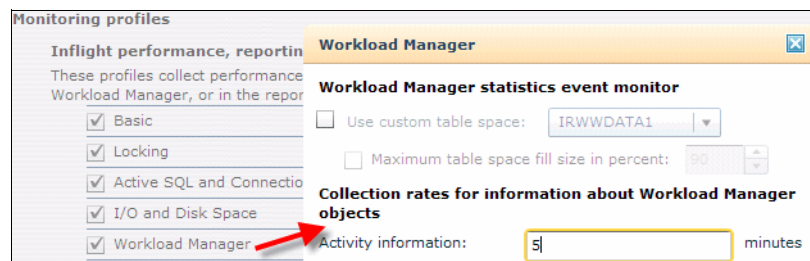 Monitoring profiles
Inflight performance, reportin
These profiles collect performance
Workload Manager, or in the repor
Basic
Locking
Active SQL and Connectio
I/O and Disk Space
Workload Manager
Workload Manager
Workload Manager statistics event monitor
Use custom table space: IRWWDATA1
Maximum table space fill size in percent: 90
Collection rates for information about Workload Manager
objects
Activity information: 5 minutes